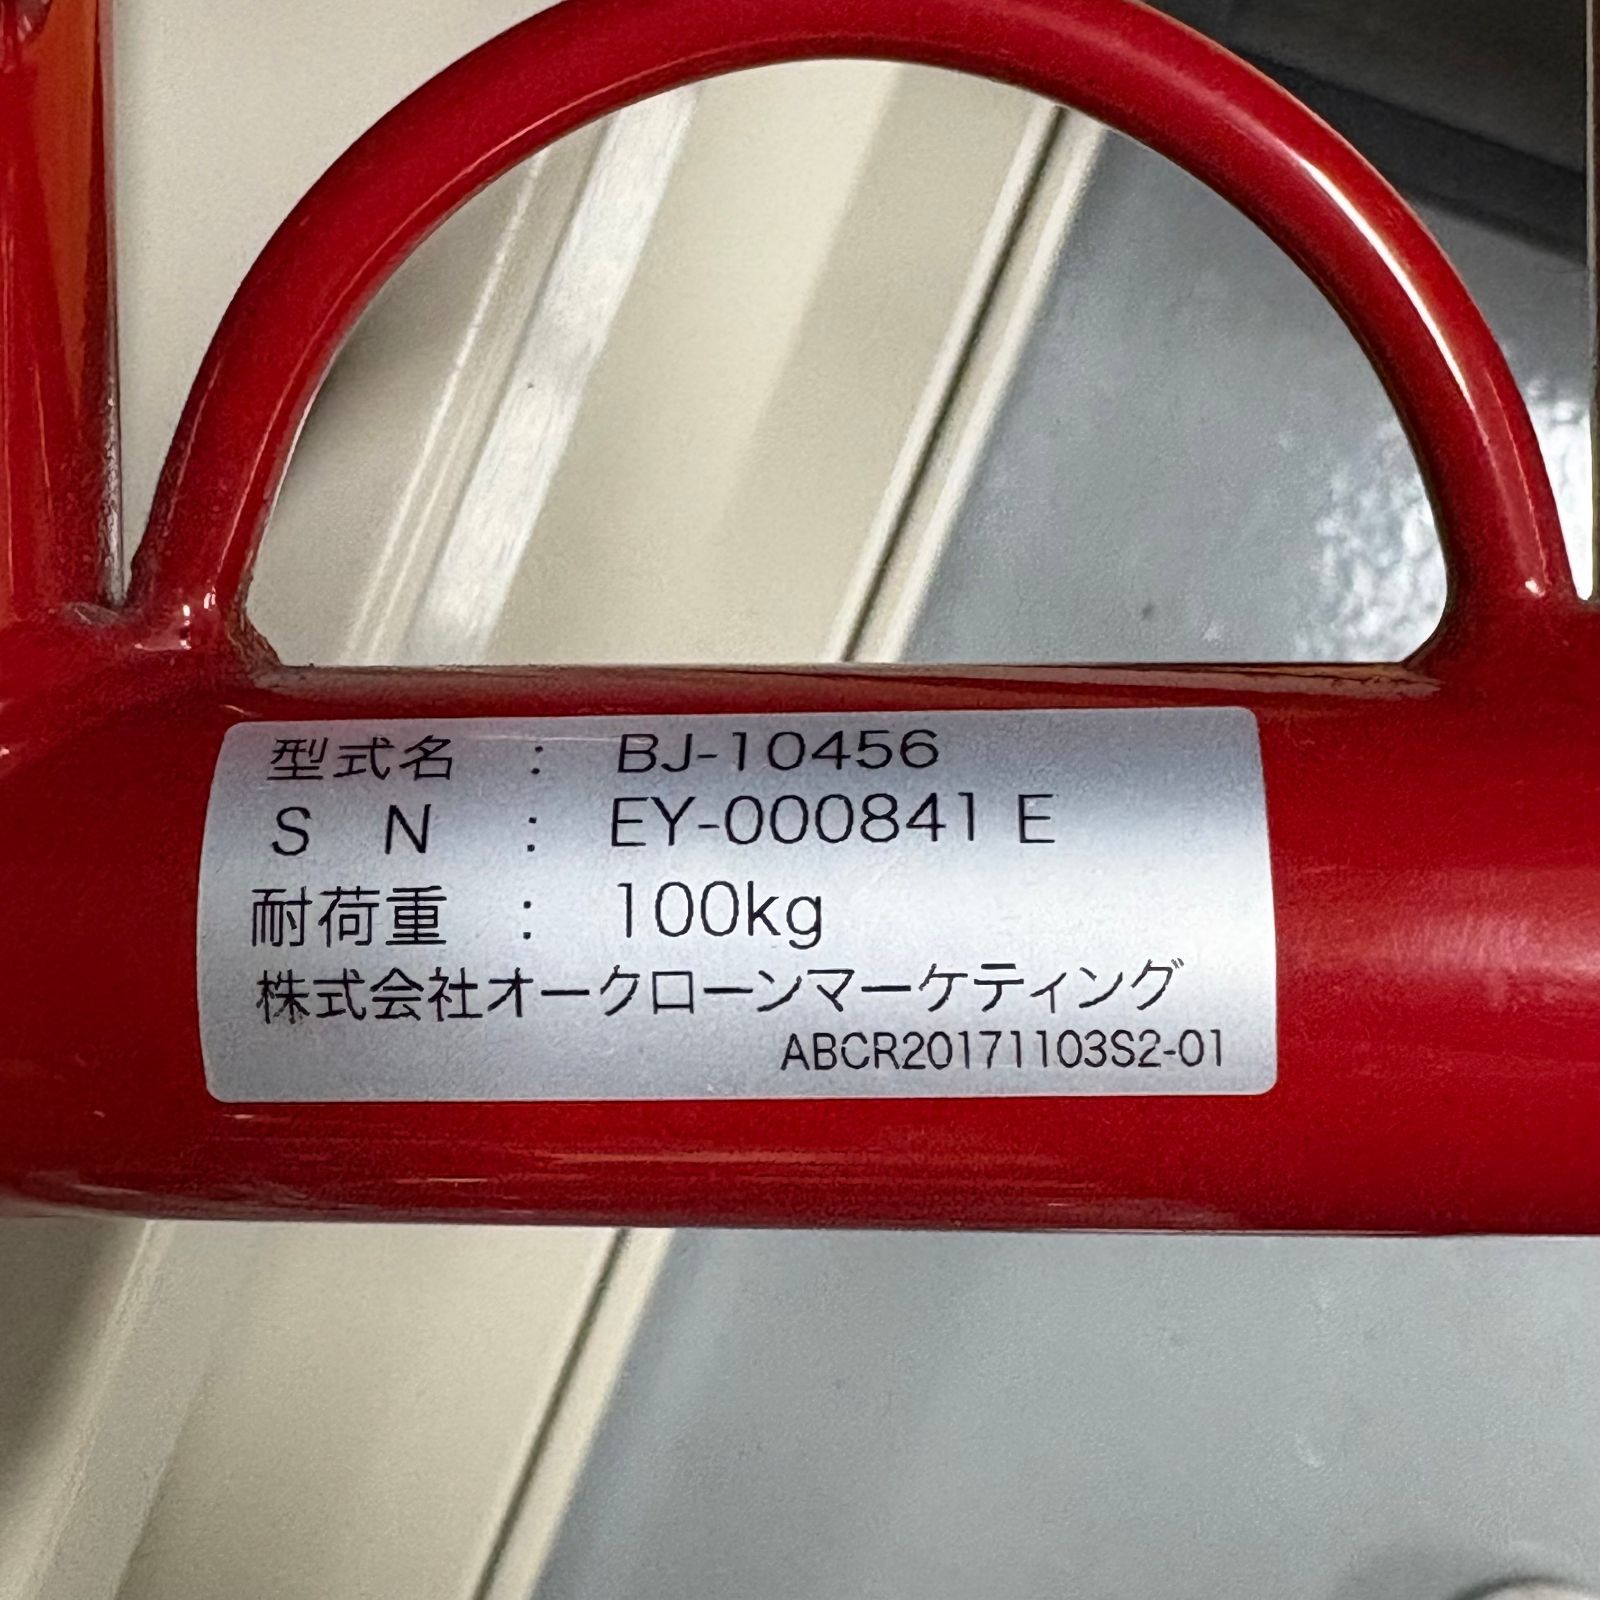 型式名 : BJ-10456
S N : EY-000841 E
耐荷重 : 100kg
株式会社オークローンマーケティング
ABCR20171103S2-01